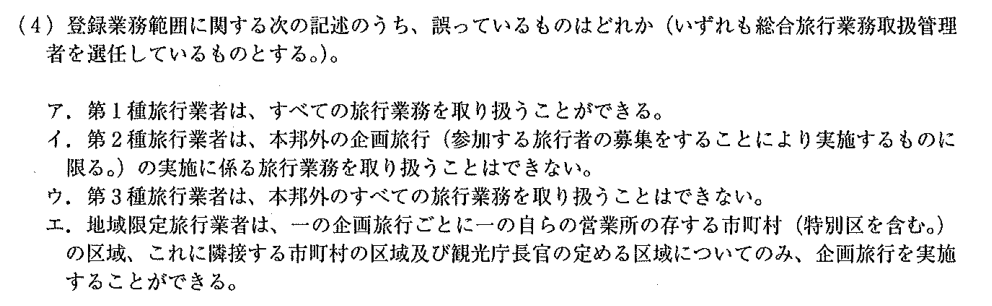 (4) 登録業務範囲に関する次の記述のうち、誤っているものはどれか（いずれも総合旅行業務取扱管理
者を選任しているものとする。）。
ア．第1種旅行業者は、すべての旅行業務を取り扱うことができる。
イ．第2種旅行業者は、本邦外の企画旅行（参加する旅行者の募集をすることにより実施するものに
限る。）の実施に係る旅行業務を取り扱うことはできない。
ウ．第3種旅行業者は、本邦外のすべての旅行業務を取り扱うことはできない。
エ．地域限定旅行業者は、一の企画旅行ごとに一の自らの営業所の存する市町村（特別区を含む。）
の区域、これに隣接する市町村の区域及び観光庁長官の定める区域についてのみ、企画旅行を実施
することができる。